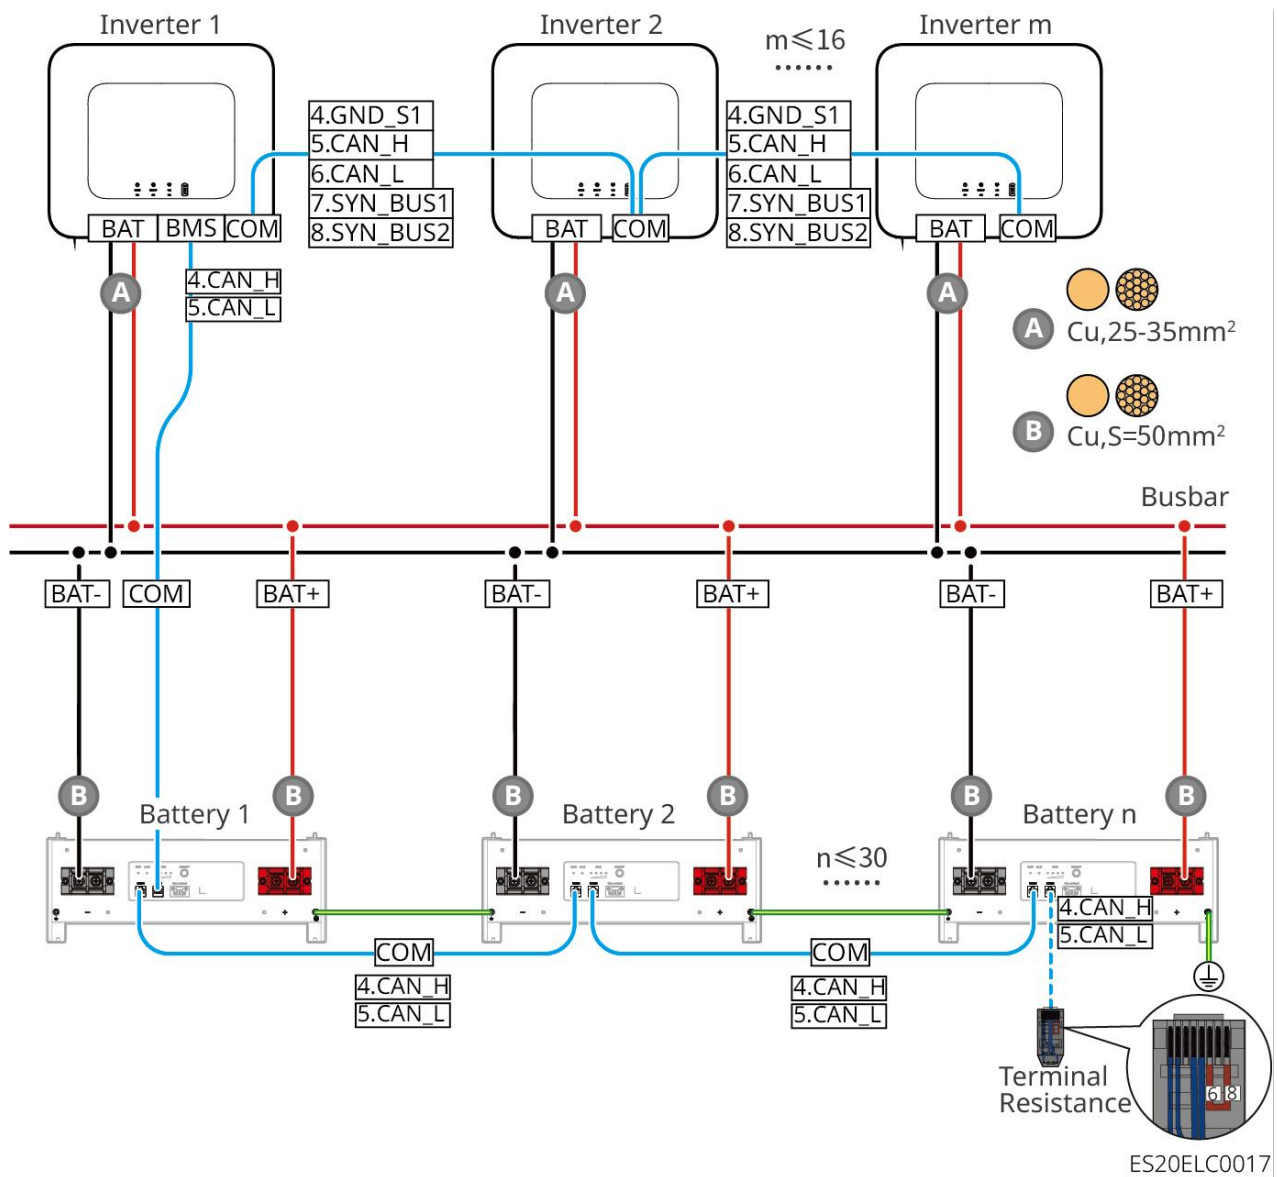 Inverter 1
Inverter 2
m≤16
......
Inverter m
4.GND_S1
5.CAN_H
6.CAN_L
7.SYN_BUS1
8.SYN_BUS2
4.GND_S1
5.CAN_H
6.CAN_L
7.SYN_BUS1
8.SYN_BUS2
BAT
BMS
COM
BAT
COM
BAT
COM
4.CAN_H
5.CAN_L
A
A
A
A
Cu,25-35mm²
B
Cu,S=50mm²
Busbar
BAT-
COM
BAT+
BAT-
BAT+
BAT-
BAT+
B
B
B
B
B
B
Battery 1
Battery 2
Battery n
n≤30
......
-
+
-
+
-
+
4.CAN_H
5.CAN_L
COM
4.CAN_H
5.CAN_L
COM
4.CAN_H
5.CAN_L
Terminal
Resistance
6
8
ES20ELC0017